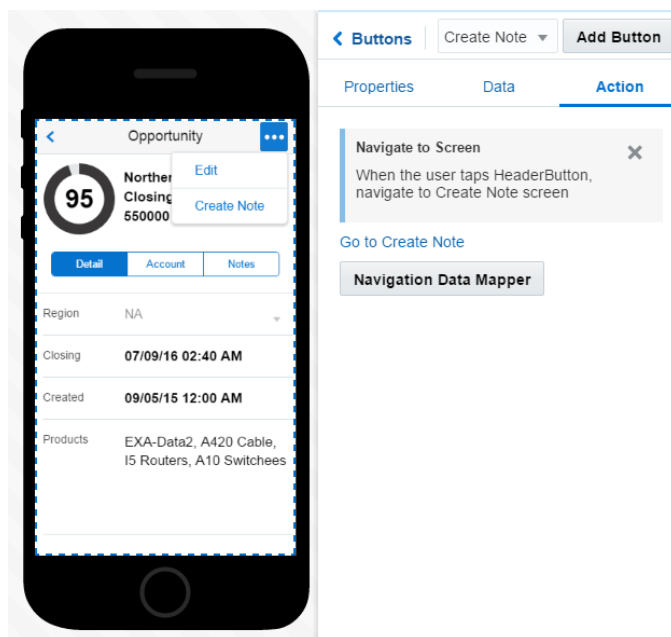 Opportunity
Edit
Create Note
95
Norther
Closing
550000
Detail
Account
Notes
Region
NA
Closing
07/09/16 02:40 AM
Created
09/05/15 12:00 AM
Products
EXA-Data2, A420 Cable,
I5 Routers, A10 Switchees
Buttons
Create Note
Add Button
Properties
Data
Action
Navigate to Screen
When the user taps HeaderButton,
navigate to Create Note screen
Go to Create Note
Navigation Data Mapper